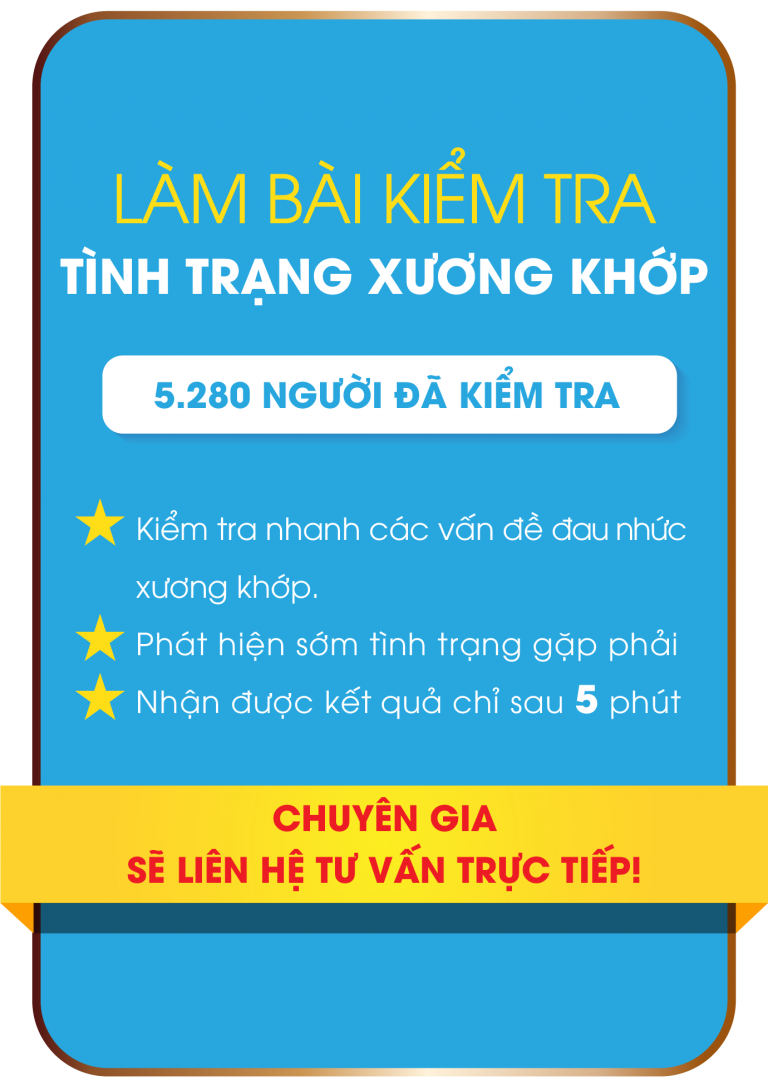 LÀM BÀI KIỂM TRA
TÌNH TRẠNG XƯƠNG KHỚP
5.280 NGƯỜI ĐÃ KIỂM TRA
Kiểm tra nhanh các vấn đề đau nhức
xương khớp.
Phát hiện sớm tình trạng gặp phải
Nhận được kết quả chỉ sau 5 phút
CHUYÊN GIA
SẼ LIÊN HỆ TƯ VẤN TRỰC TIẾP!